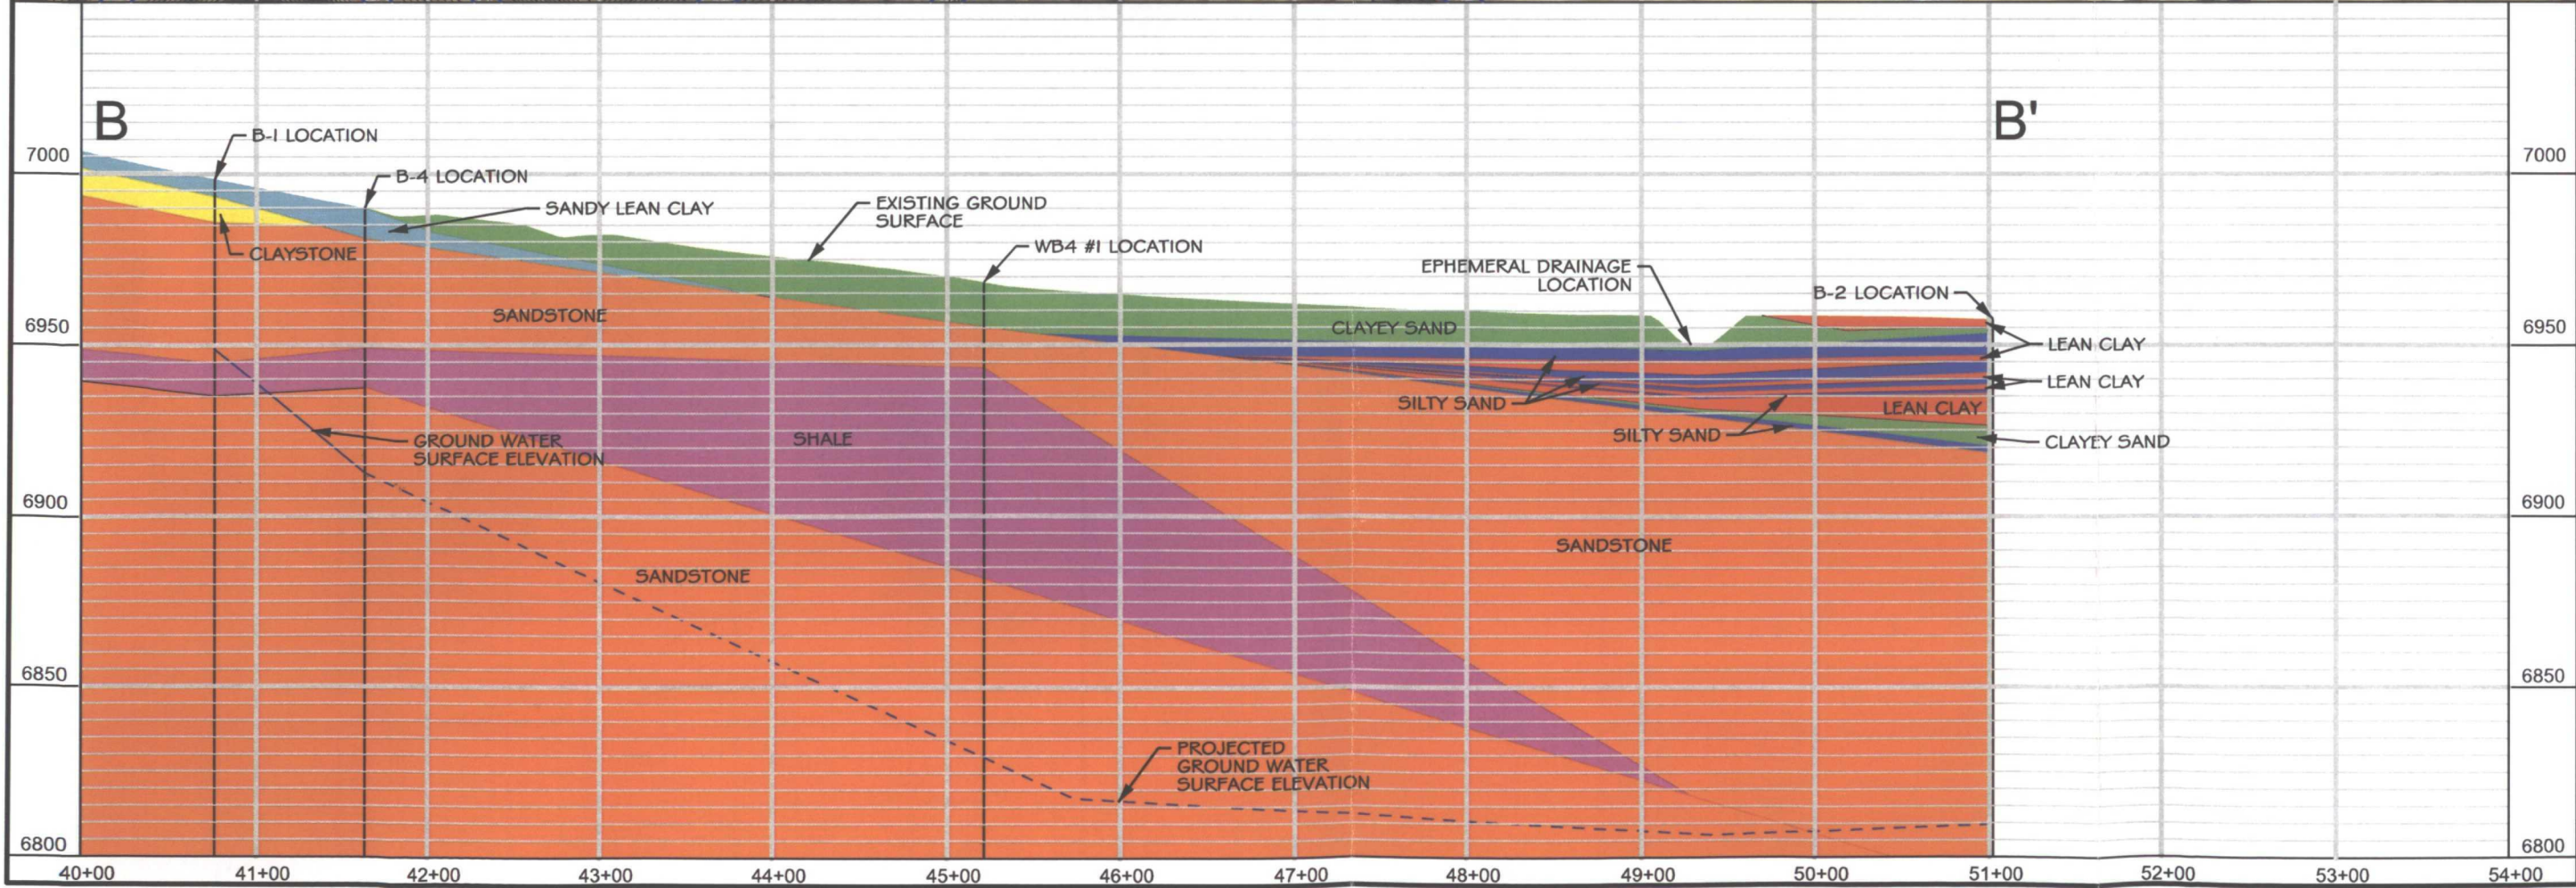 B
B'
B-1 LOCATION
7000
7000
B-4 LOCATION
SANDY LEAN CLAY
EXISTING GROUND
SURFACE
WB4 #1 LOCATION
CLAYSTONE
EPHEMERAL DRAINAGE
LOCATION
B-2 LOCATION
SANDSTONE
6950
CLAYEY SAND
6950
LEAN CLAY
LEAN CLAY
SILTY SAND
LEAN CLAY
SILTY SAND
CLAYEY SAND
GROUND WATER
SURFACE ELEVATION
SHALE
6900
6900
SANDSTONE
SANDSTONE
6850
6850
PROJECTED
GROUND WATER
SURFACE ELEVATION
6800
6800
40+00 41+00 42+00 43+00 44+00 45+00 46+00 47+00 48+00 49+00 50+00 51+00 52+00 53+00 54+00